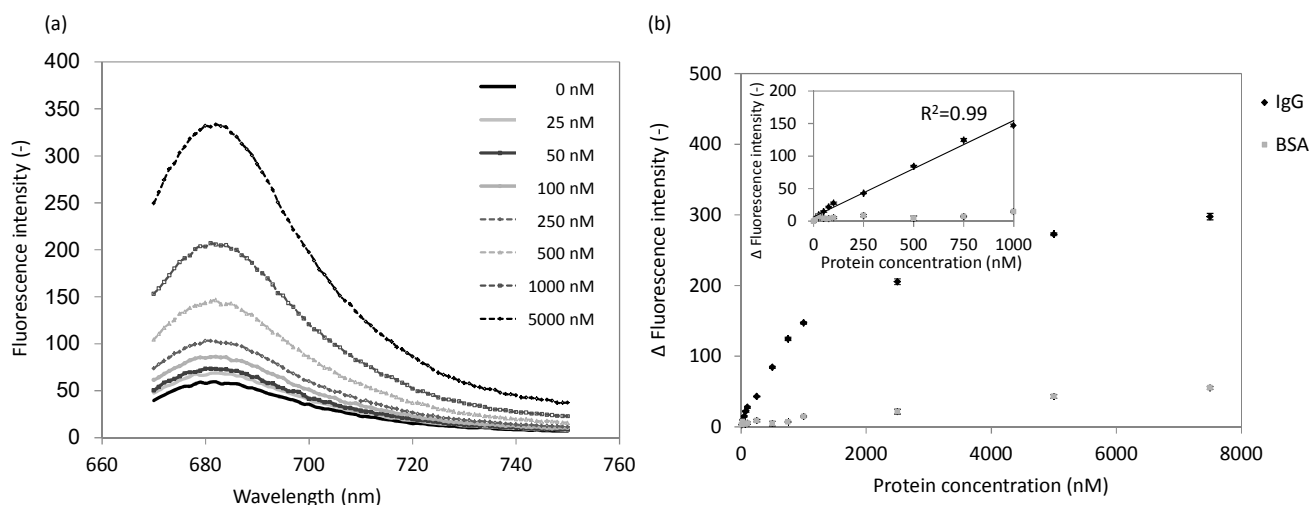 (a)
400
350
300
250
200
150
100
50
0
Fluorescence intensity (-)
660 680 700 720 740 760
Wavelength (nm)
0 nM
25 nM
50 nM
100 nM
250 nM
500 nM
1000 nM
5000 nM
(b)
500
400
300
200
100
0
Δ Fluorescence intensity (-)
0 2000 4000 6000 8000
Protein concentration (nM)
200
150
100
50
0
Δ Fluorescence intensity (-)
R²=0.99
0 250 500 750 1000
Protein concentration (nM)
IgG
BSA